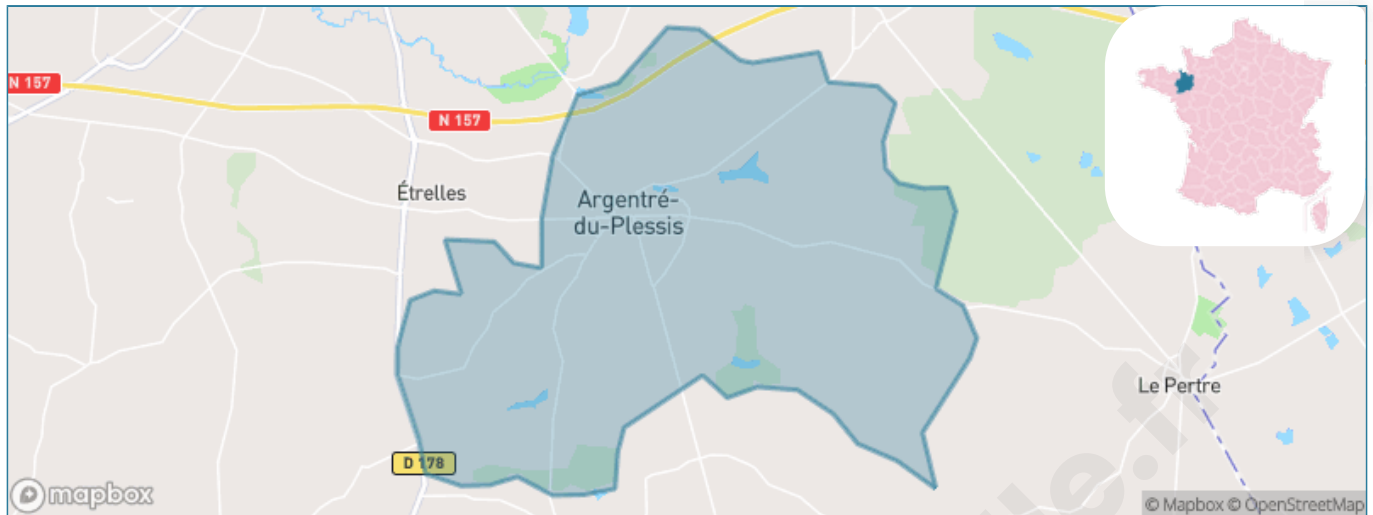 N 157
N 157
Étrelles
Argentré-
du-Plessis
Le Pertre
D 178
mapbox
© Mapbox © OpenStreetMap